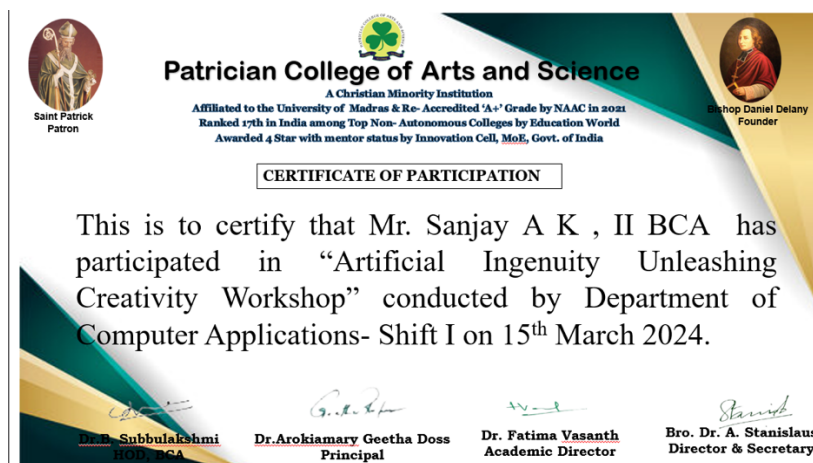 Patrician College of Arts and Science
A Christian Minority Institution
Affiliated to the University of Madras & Re- Accredited ‘A+’ Grade by NAAC in 2021
Ranked 17th in India among Top Non- Autonomous Colleges by Education World
Awarded 4 Star with mentor status by Innovation Cell, MoE, Govt. of India
Saint Patrick
Patron
Bishop Daniel Delany
Founder
CERTIFICATE OF PARTICIPATION
This is to certify that Mr. Sanjay A K , II BCA has
participated in “Artificial Ingenuity Unleashing
Creativity Workshop” conducted by Department of
Computer Applications- Shift I on 15th March 2024.
Dr.B. Subbulakshmi
HOD, BCA
Dr.Arokiamary Geetha Doss
Principal
Dr. Fatima Vasanth
Academic Director
Bro. Dr. A. Stanislaus
Director & Secretary